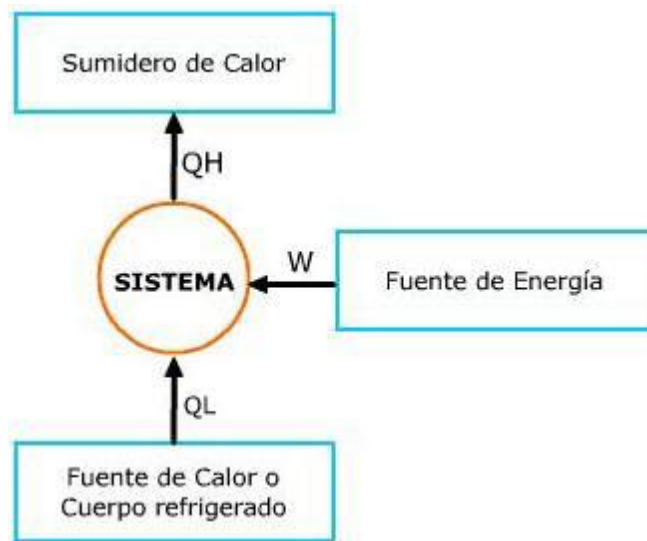 Sumidero de Calor
QH
SISTEMA
W
Fuente de Energía
QL
Fuente de Calor o
Cuerpo refrigerado